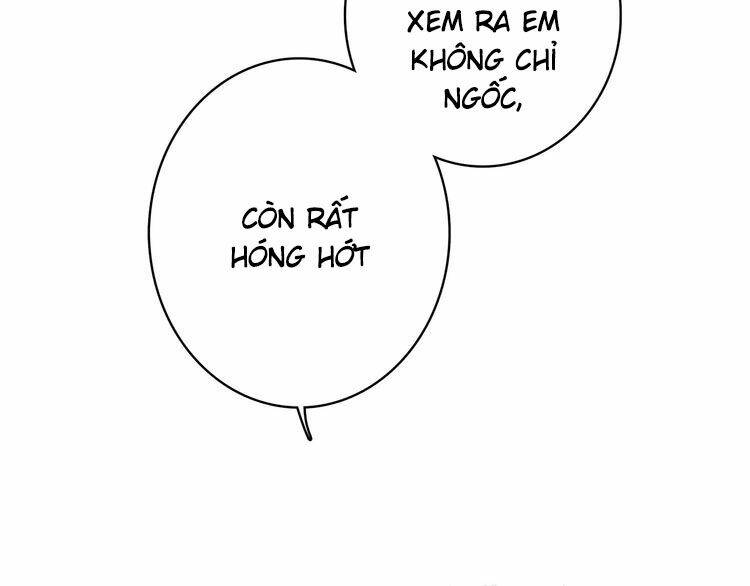 XEM RA EM
KHÔNG CHỈ
NGỐC,
CÒN RẤT
HÓNG HỚT